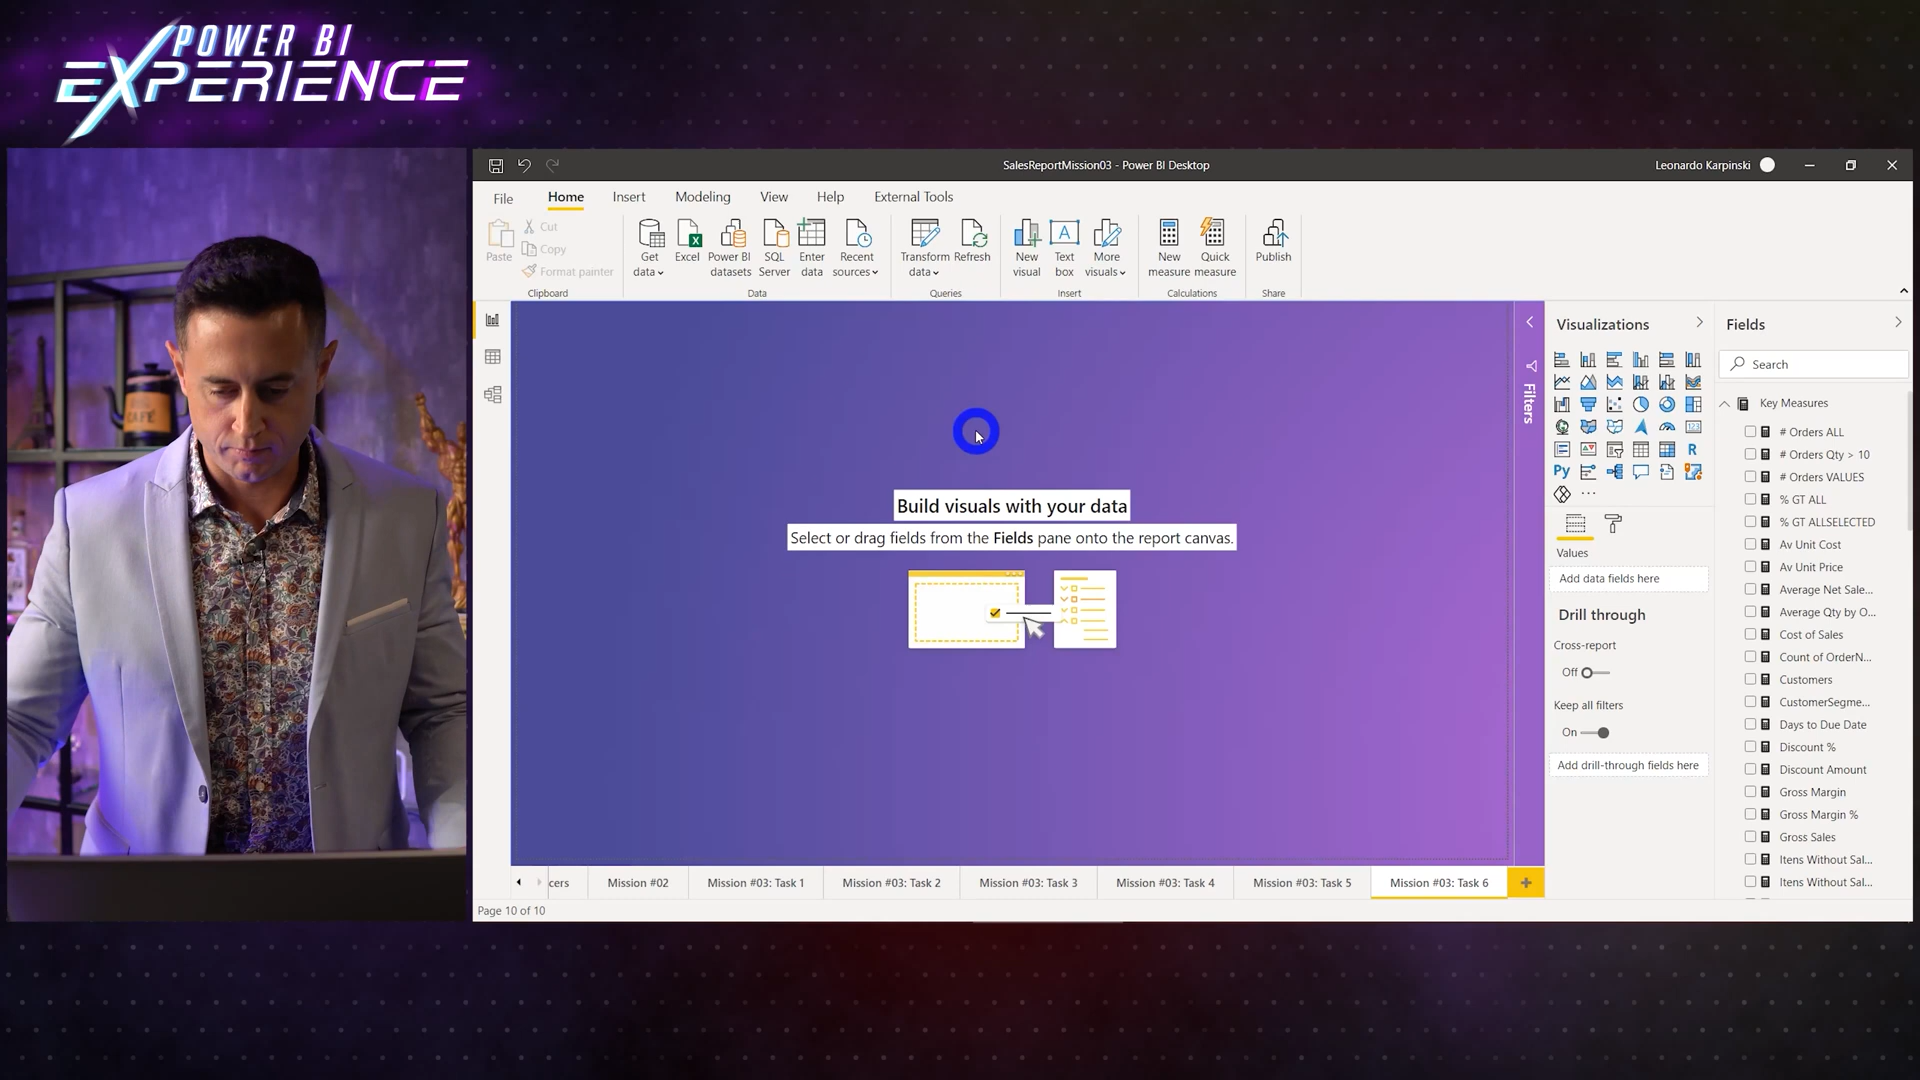 POWER BI
EXPERIENCE
CAFÉ
SalesReportMission03 - Power BI Desktop
Leonardo Karpinski
File
Home
Insert
Modeling
View
Help
External Tools
Paste
Cut
Copy
Format painter
Get data
Excel
Power BI datasets
SQL Server
Enter data
Recent sources
Transform data
Refresh
New visual
Text box
More visuals
New measure
Quick measure
Publish
Clipboard
Data
Queries
Insert
Calculations
Share
Build visuals with your data
Select or drag fields from the Fields pane onto the report canvas.
Filters
Visualizations
R
Py
Values
Add data fields here
Drill through
Cross-report
Off
Keep all filters
On
Add drill-through fields here
Fields
Search
Key Measures
# Orders ALL
# Orders Qty > 10
# Orders VALUES
% GT ALL
% GT ALLSELECTED
Av Unit Cost
Av Unit Price
Average Net Sale...
Average Qty by O...
Cost of Sales
Count of OrderN...
Customers
CustomerSegme...
Days to Due Date
Discount %
Discount Amount
Gross Margin
Gross Margin %
Gross Sales
Itens Without Sal...
Itens Without Sal...
cers
Mission #02
Mission #03: Task 1
Mission #03: Task 2
Mission #03: Task 3
Mission #03: Task 4
Mission #03: Task 5
Mission #03: Task 6
Page 10 of 10